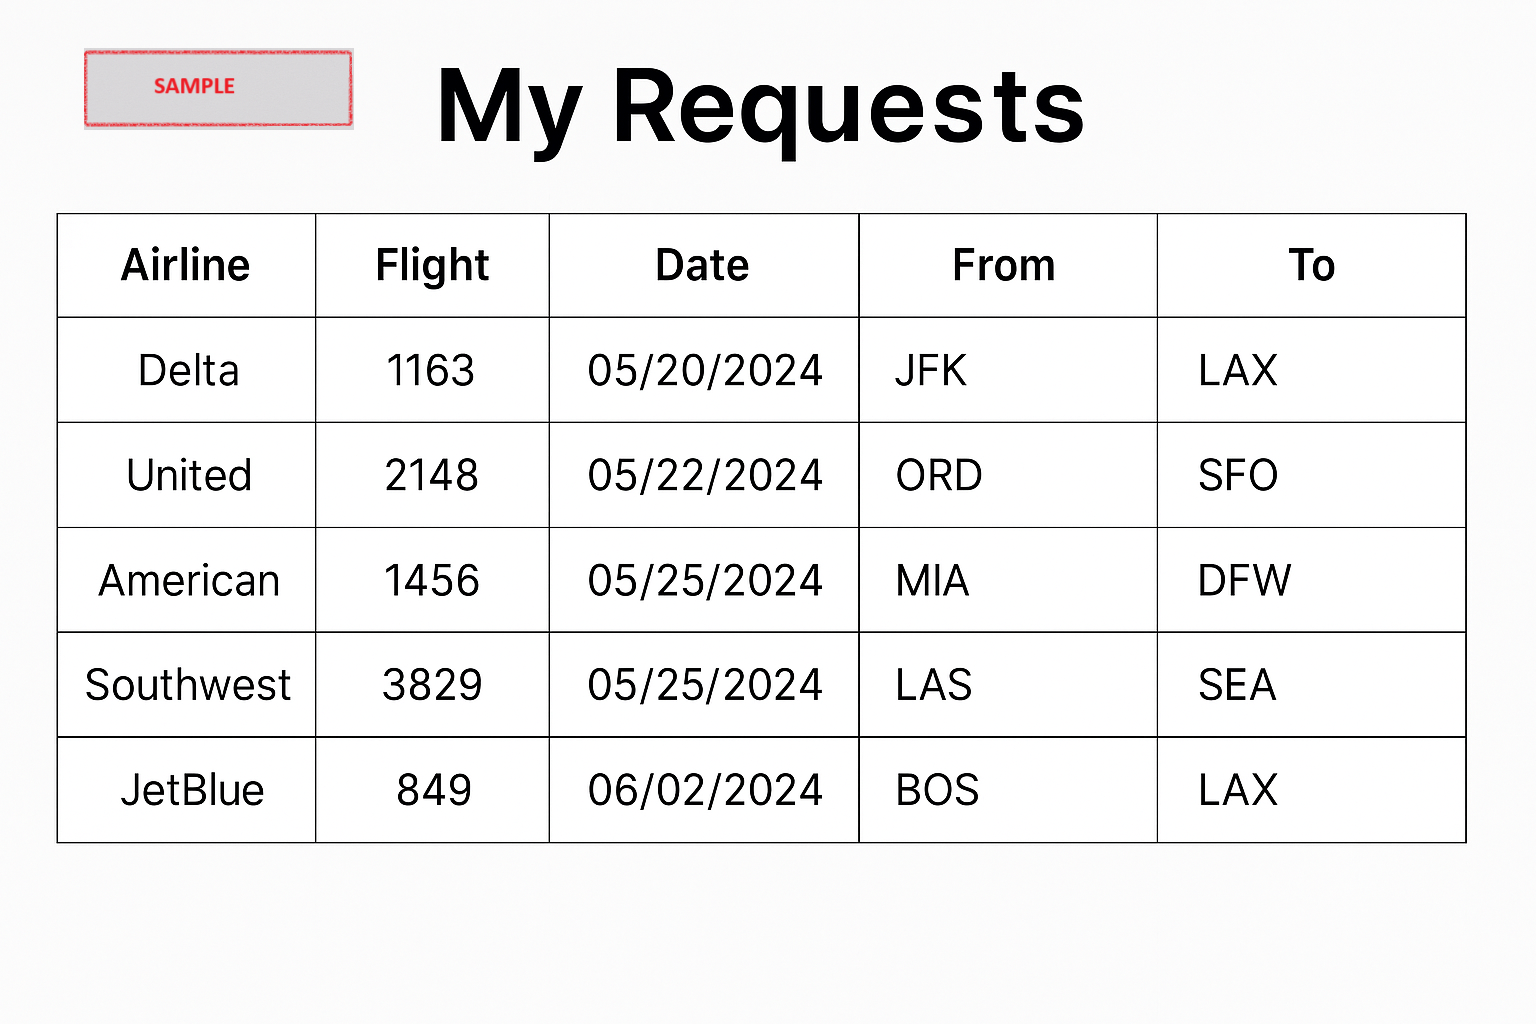 SAMPLE
My Requests
Airline Flight Date From To
Delta 1163 05/20/2024 JFK LAX
United 2148 05/22/2024 ORD SFO
American 1456 05/25/2024 MIA DFW
Southwest 3829 05/25/2024 LAS SEA
JetBlue 849 06/02/2024 BOS LAX